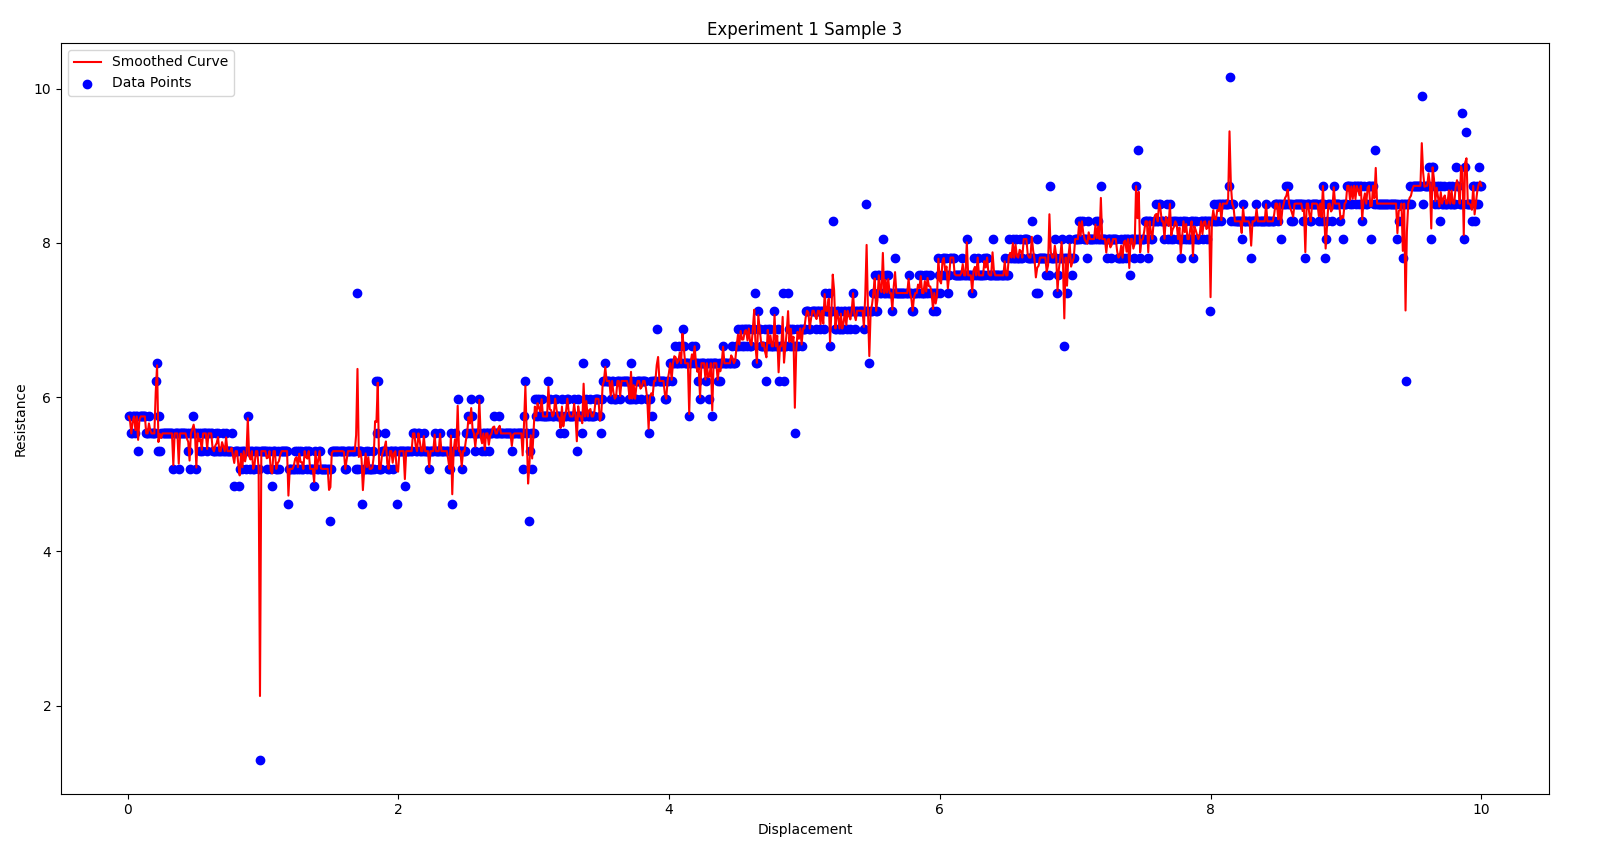 Experiment 1 Sample 3
Smoothed Curve
Data Points
Resistance
10
8
6
4
2
0 2 4 6 8 10
Displacement